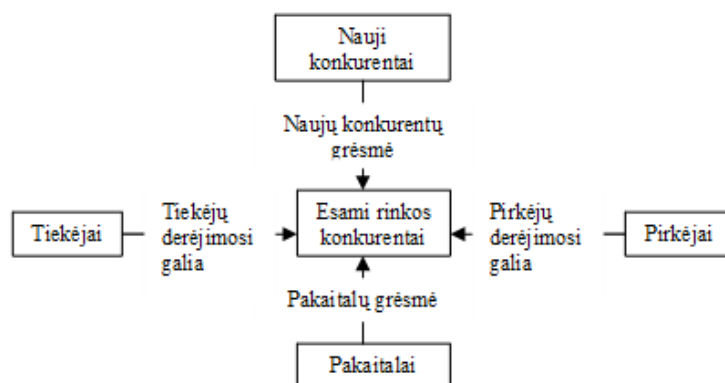 Nauji
konkurentai
Naujų konkurentų
grėsmė
Tiekėjai
Tiekėjų
derėjimosi
galia
Esami rinkos
konkurentai
Pirkėjų
derėjimosi
galia
Pirkėjai
Pakaitalų grėsmė
Pakaitalai